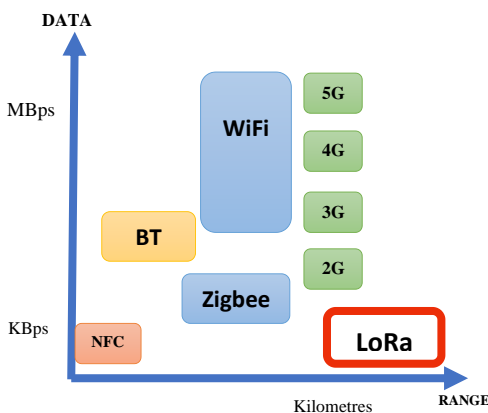 DATA
5G
MBps
WiFi
4G
3G
BT
2G
Zigbee
KBps
NFC
LoRa
Kilometres
RANGE